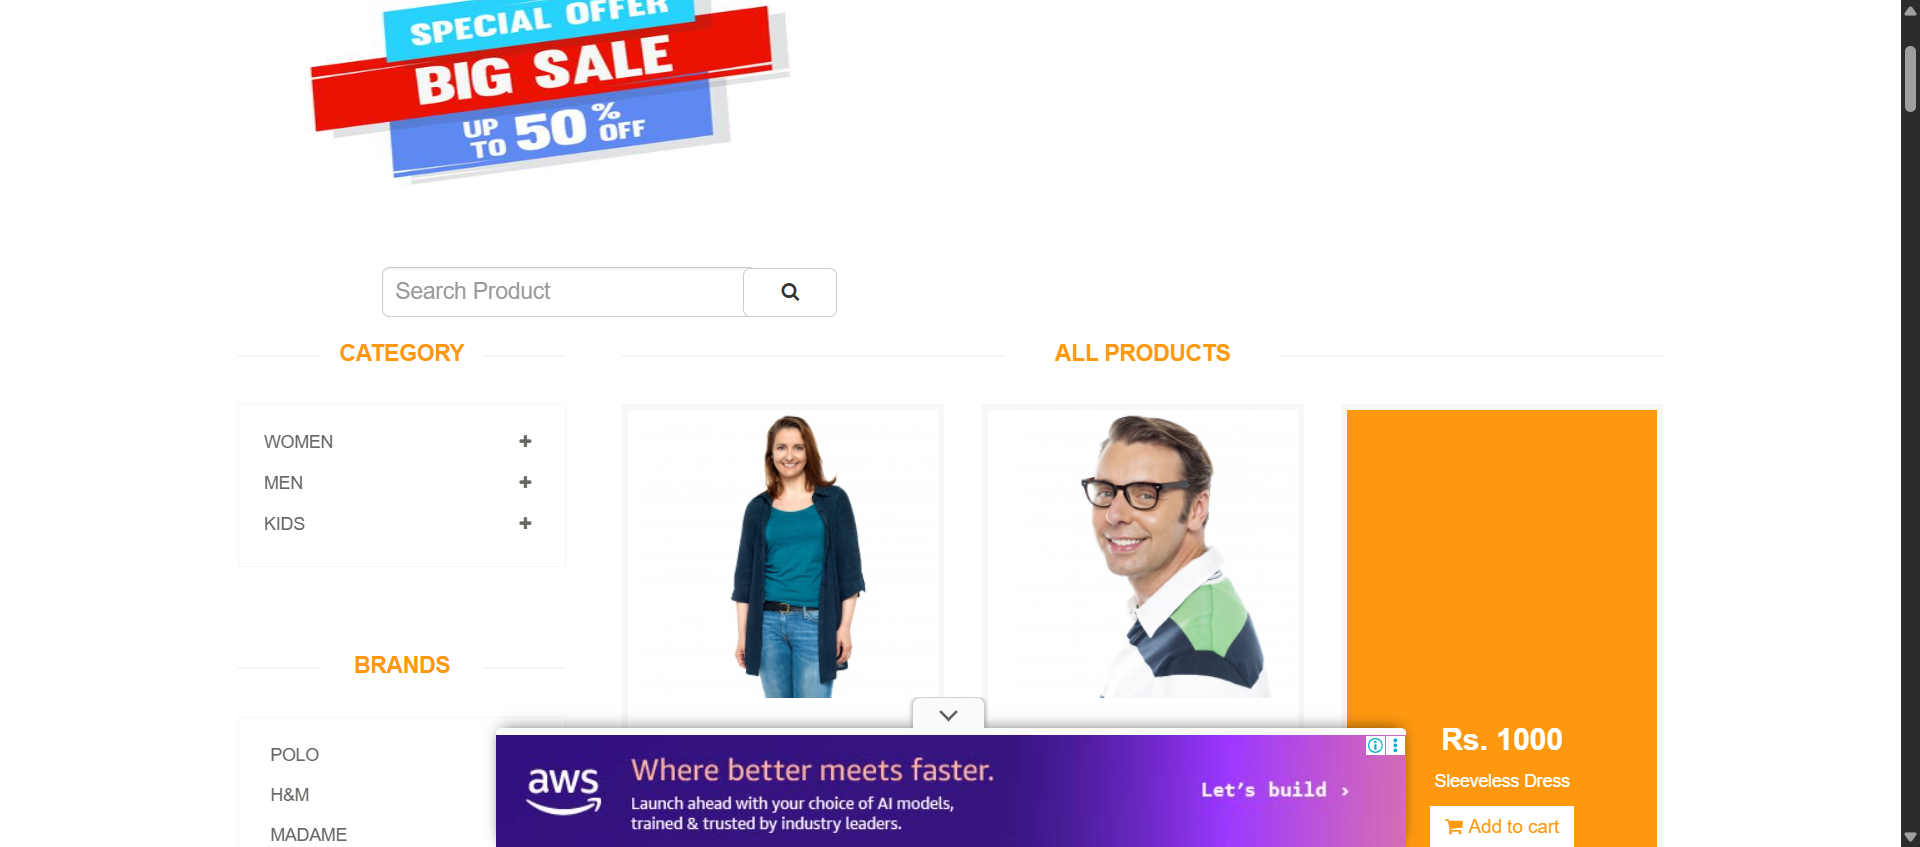 SPECIAL OFFER
BIG SALE
UP TO 50% OFF
Search Product
CATEGORY
WOMEN
MEN
KIDS
BRANDS
POLO
H&M
MADAME
ALL PRODUCTS
Rs. 1000
Sleeveless Dress
Add to cart
aws
Where better meets faster.
Launch ahead with your choice of AI models,
trained & trusted by industry leaders.
Let's build ›